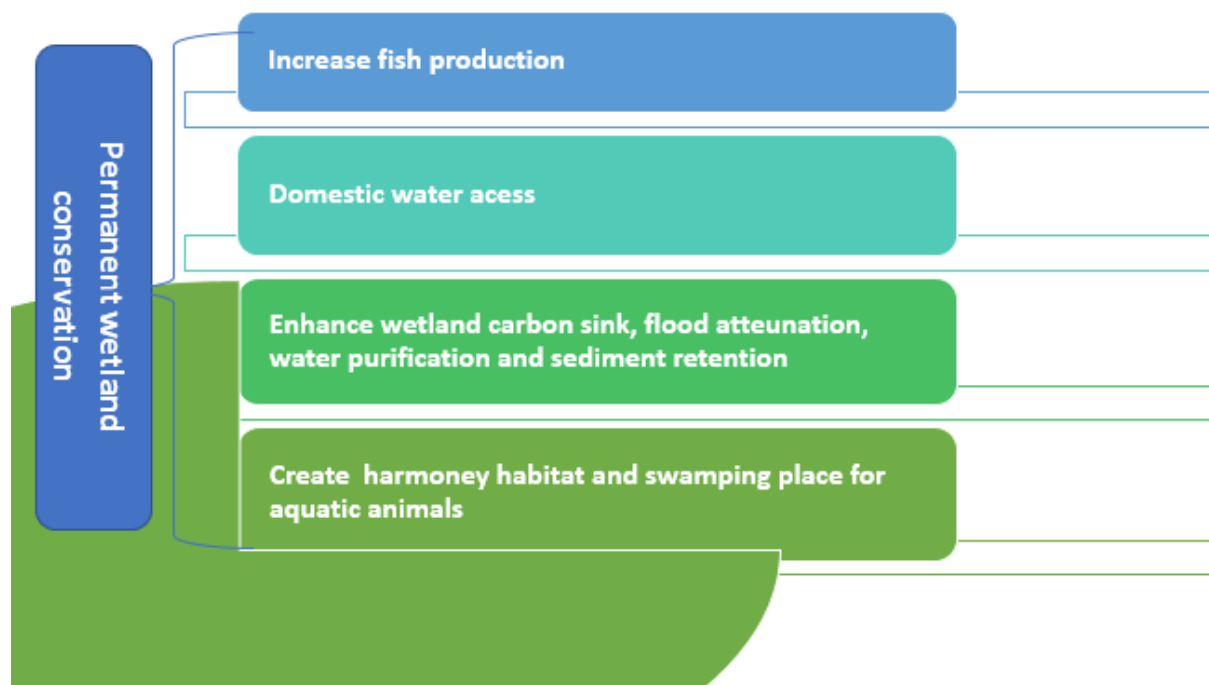 Permanent wetland
conservation
Increase fish production
Domestic water acess
Enhance wetland carbon sink, flood atteunation,
water purification and sediment retention
Create  harmoney habitat and swamping place for
aquatic animals